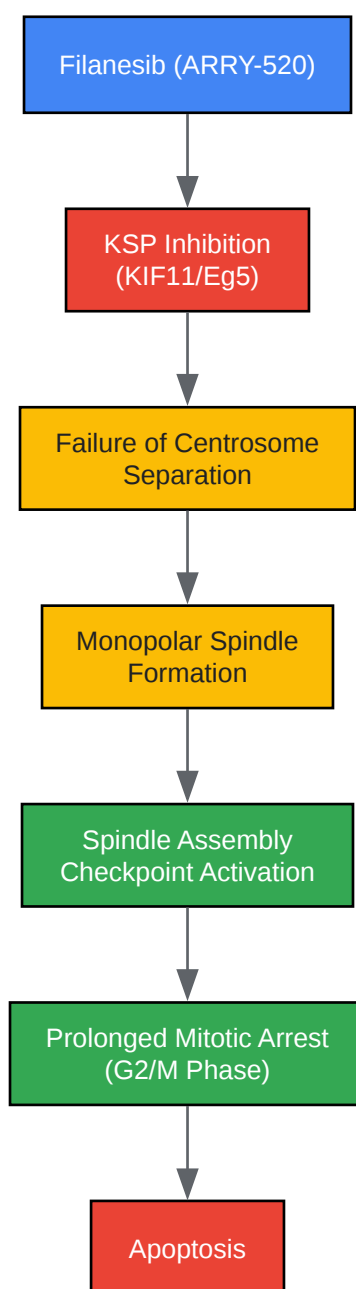 Filanesib (ARRY-520)
KSP Inhibition
(KIF11/Eg5)
Failure of Centrosome
Separation
Monopolar Spindle
Formation
Spindle Assembly
Checkpoint Activation
Prolonged Mitotic Arrest
(G2/M Phase)
Apoptosis